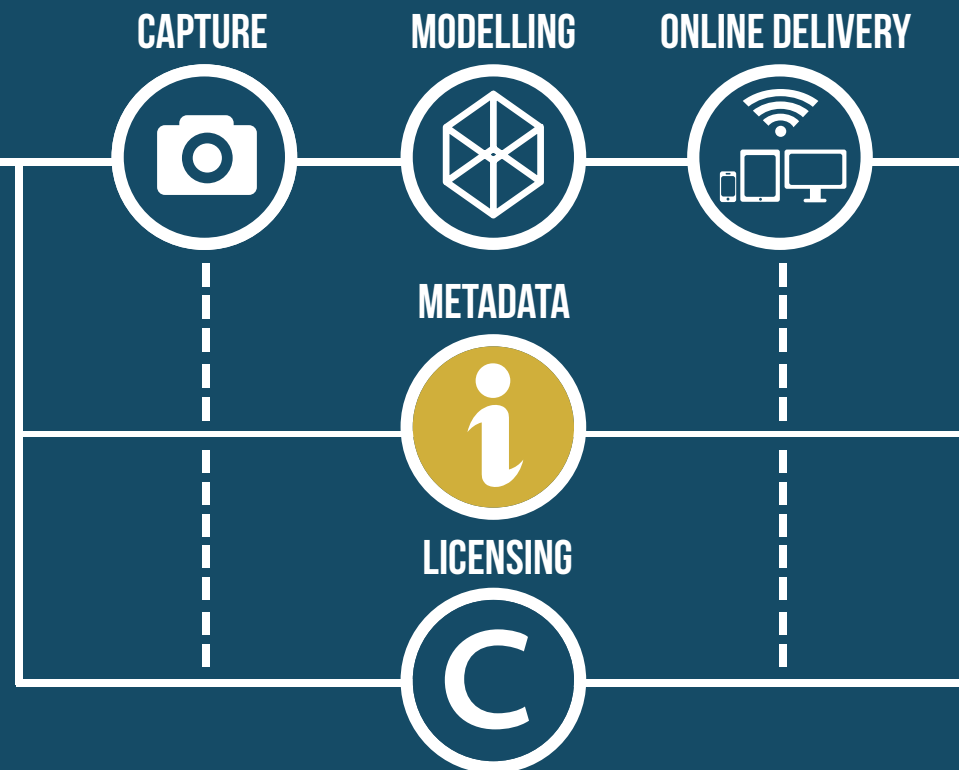 CAPTURE
MODELLING
ONLINE DELIVERY
METADATA
i
LICENSING
C